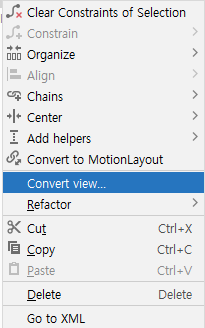 Clear Constraints of Selection
Constrain
Organize
Align
Chains
Center
Add helpers
Convert to MotionLayout
Convert view...
Refactor
Cut Ctrl+X
Copy Ctrl+C
Paste Ctrl+V
Delete Delete
Go to XML